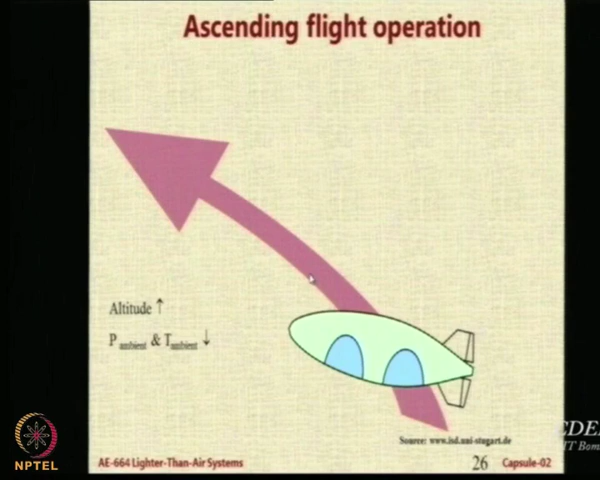 Ascending flight operation
Altitude ↑
P ambient & T ambient ↓
Source: www.isd.uni-stugart.de
NPTEL
AE-664 Lighter-Than-Air Systems
26
Capsule-02